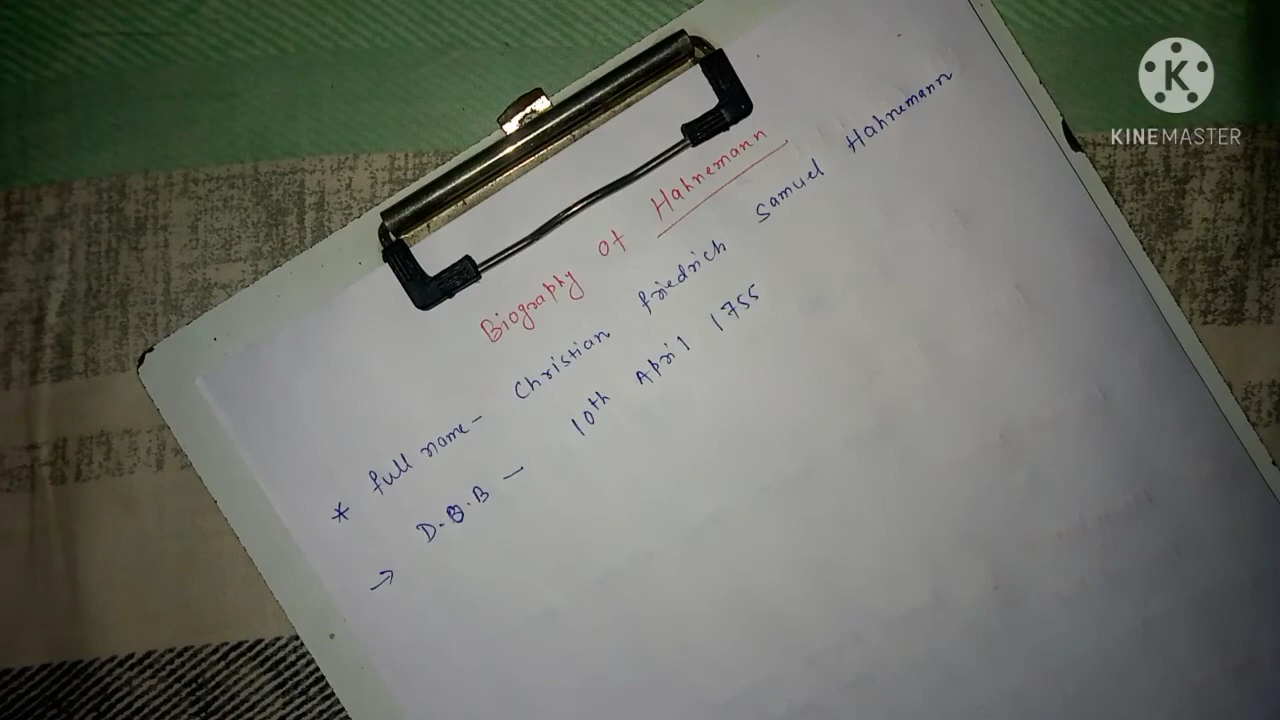 Biography of Hahnemann
* full name- Christian friedrich Samuel Hahnemann
→ D.O.B - 10th April 1755
K
KINEMASTER